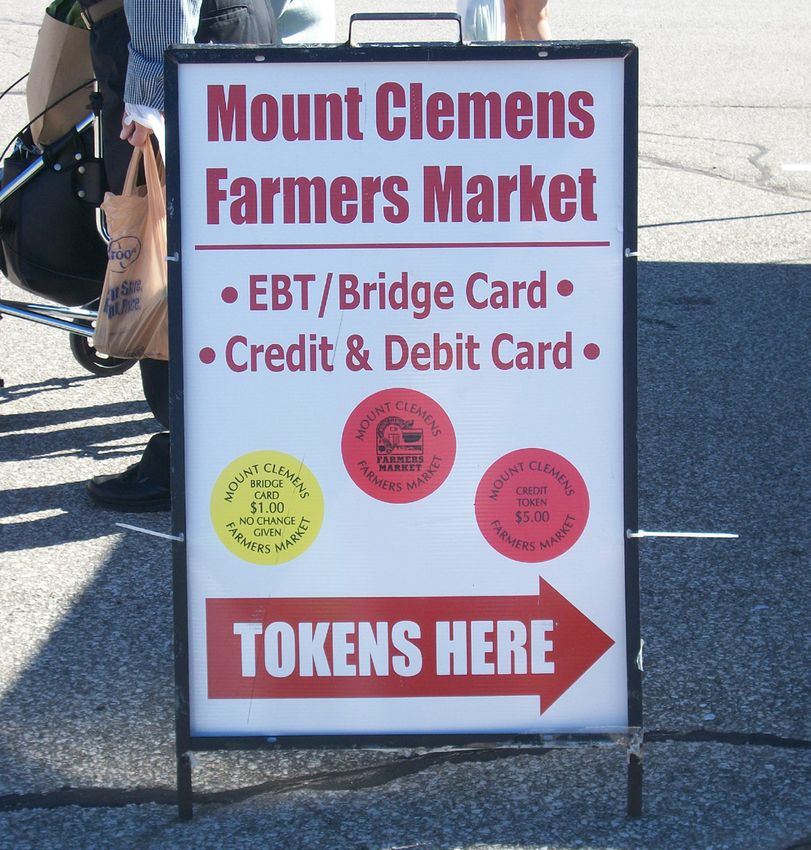 Mount Clemens
Farmers Market
• EBT/Bridge Card •
• Credit & Debit Card •
MOUNT CLEMENS
FARMERS
MARKET
FARMERS MARKET
MOUNT CLEMENS
BRIDGE
CARD
$1.00
NO CHANGE
GIVEN
FARMERS MARKET
MOUNT CLEMENS
CREDIT
TOKEN
$5.00
FARMERS MARKET
TOKENS HERE